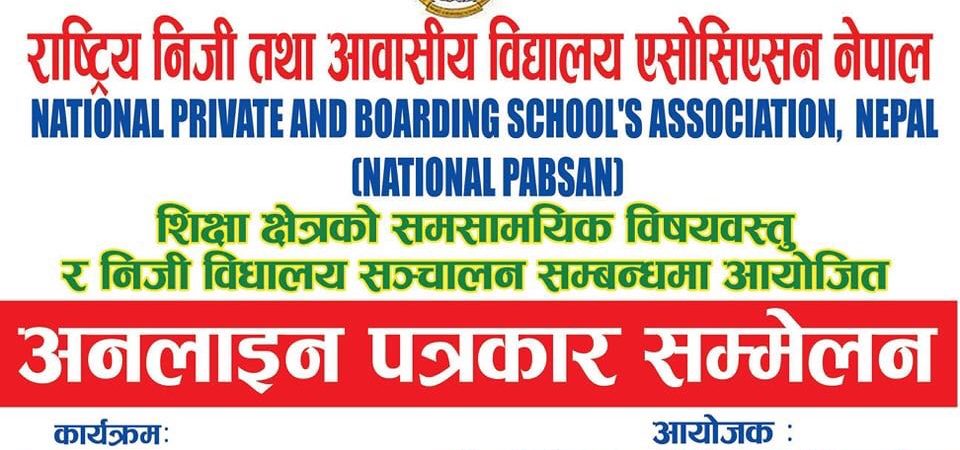 राष्ट्रिय निजी तथा आवासीय विद्यालय एसोसिएसन नेपाल
NATIONAL PRIVATE AND BOARDING SCHOOL'S ASSOCIATION, NEPAL
(NATIONAL PABSAN)
शिक्षा क्षेत्रको समसामयिक विषयवस्तु
र निजी विधालय सञ्चालन सम्बन्धमा आयोजित
अनलाइन पत्रकार सम्मेलन
कार्यक्रम: आयोजक :